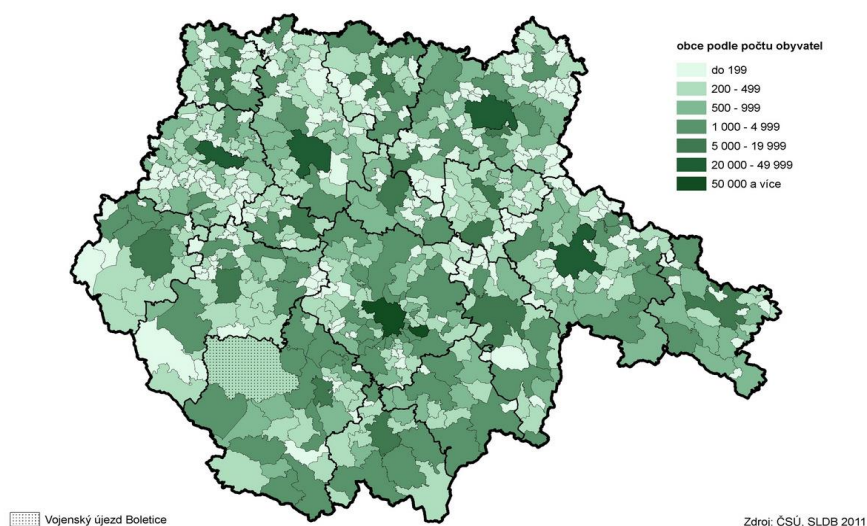 obce podle počtu obyvatel
do 199
200 - 499
500 - 999
1 000 - 4 999
5 000 - 19 999
20 000 - 49 999
50 000 a více
Vojenský újezd Boletice
Zdroj: ČSÚ, SLDB 2011